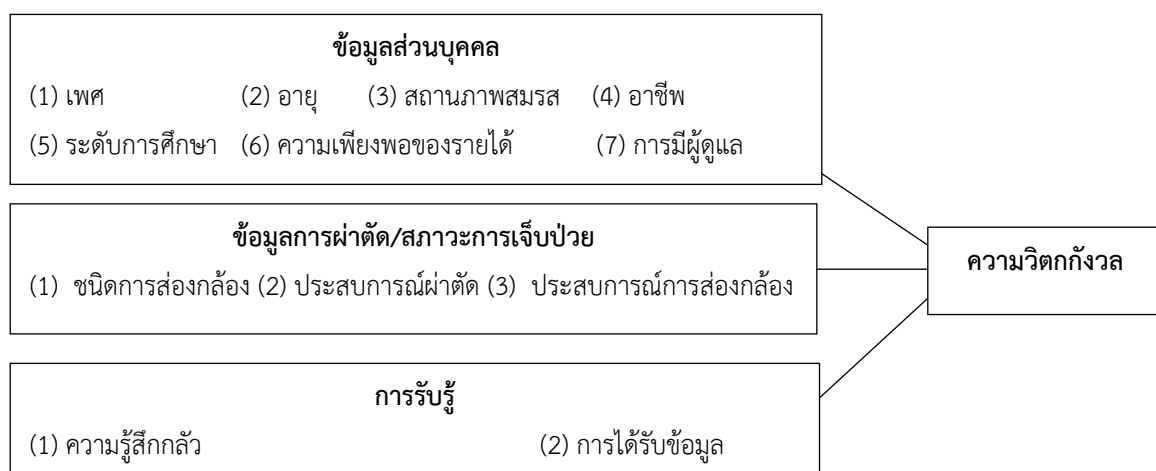 ข้อมูลส่วนบุคคล
(1) เพศ (2) อายุ (3) สถานภาพสมรส (4) อาชีพ
(5) ระดับการศึกษา (6) ความเพียงพอของรายได้ (7) การมีผู้ดูแล
ข้อมูลการผ่าตัด/สภาวะการเจ็บป่วย
(1) ชนิดการส่องกล้อง (2) ประสบการณ์ผ่าตัด (3) ประสบการณ์การส่องกล้อง
ความวิตกกังวล
การรับรู้
(1) ความรู้สึกกลัว (2) การได้รับข้อมูล